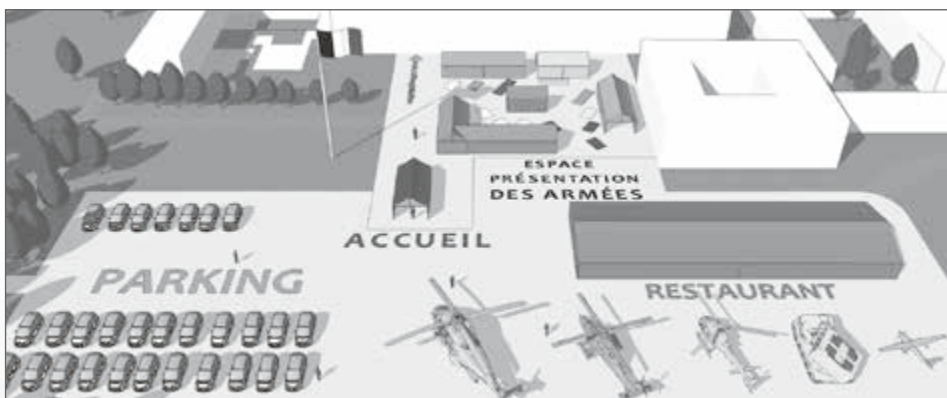 ESPACE
PRÉSENTATION
DES ARMÉES
ACCUEIL
PARKING
RESTAURANT